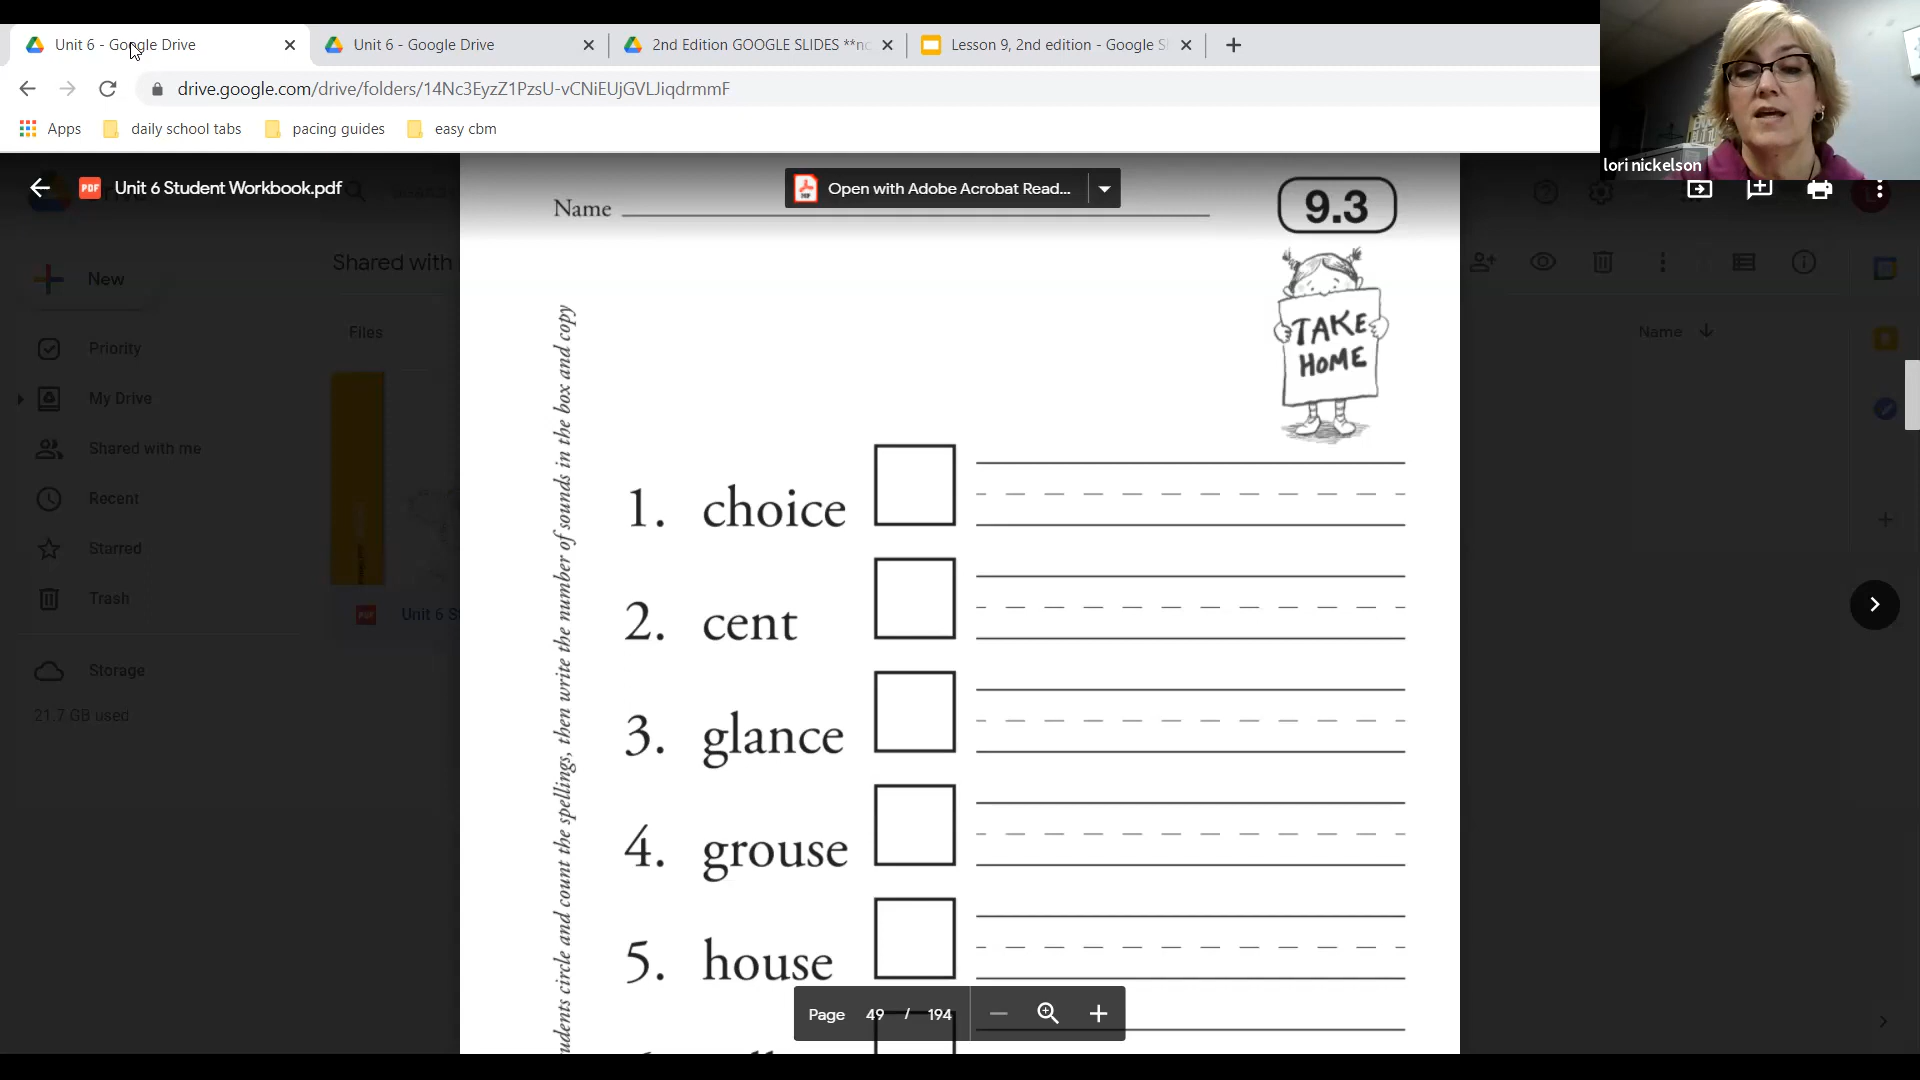 Unit 6 - Google Drive
Unit 6 - Google Drive
2nd Edition GOOGLE SLIDES **no
Lesson 9, 2nd edition - Google Sl
drive.google.com/drive/folders/14Nc3EyzZ1PzsU-vCNiEUjGVLJiqdrmmF
Apps
daily school tabs
pacing guides
easy cbm
lori nickelson
PDF
Unit 6 Student Workbook.pdf
Open with Adobe Acrobat Read...
Name
9.3
TAKE
HOME
Shared with
New
Files
Name
Priority
My Drive
Shared with me
Recent
Starred
Trash
Unit 6 S
Storage
21.7 GB used
udents circle and count the spellings, then write the number of sounds in the box and copy
1. choice
2. cent
3. glance
4. grouse
5. house
Page 49 / 194